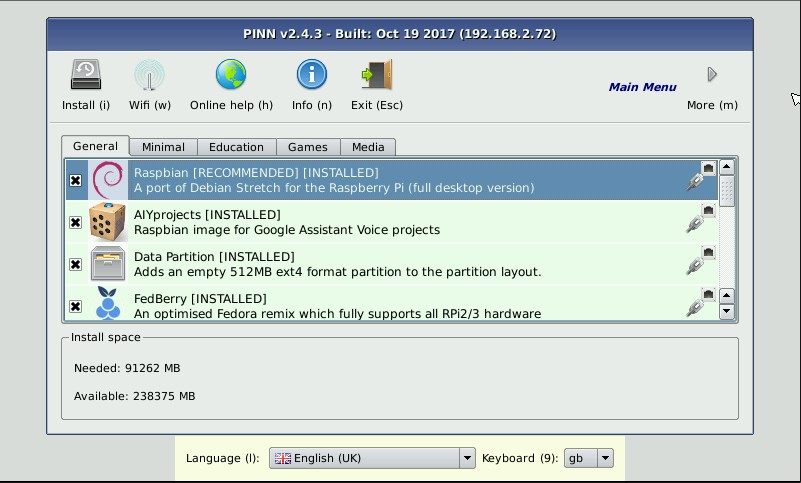 PINN v2.4.3 - Built: Oct 19 2017 (192.168.2.72)
Install (i) Wifi (w) Online help (h) Info (n) Exit (Esc) Main Menu More (m)
General Minimal Education Games Media
Raspbian [RECOMMENDED] [INSTALLED]
A port of Debian Stretch for the Raspberry Pi (full desktop version)
AIYprojects [INSTALLED]
Raspbian image for Google Assistant Voice projects
Data Partition [INSTALLED]
Adds an empty 512MB ext4 format partition to the partition layout.
FedBerry [INSTALLED]
An optimised Fedora remix which fully supports all RPi2/3 hardware
Install space
Needed: 91262 MB
Available: 238375 MB
Language (l): English (UK) Keyboard (9): gb